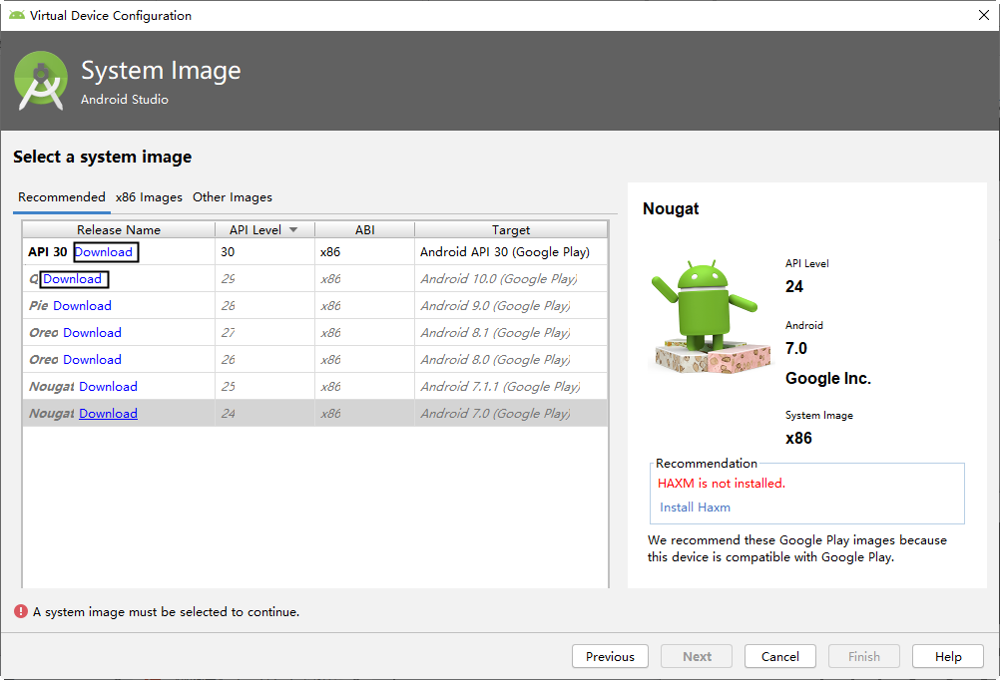 Virtual Device Configuration
System Image
Android Studio
Select a system image
Recommended x86 Images Other Images
Release Name API Level ABI Target
API 30 Download 30 x86 Android API 30 (Google Play)
Q Download 29 x86 Android 10.0 (Google Play)
Pie Download 28 x86 Android 9.0 (Google Play)
Oreo Download 27 x86 Android 8.1 (Google Play)
Oreo Download 26 x86 Android 8.0 (Google Play)
Nougat Download 25 x86 Android 7.1.1 (Google Play)
Nougat Download 24 x86 Android 7.0 (Google Play)
Nougat
API Level
24
Android
7.0
Google Inc.
System Image
x86
Recommendation
HAXM is not installed.
Install Haxm
We recommend these Google Play images because
this device is compatible with Google Play.
A system image must be selected to continue.
Previous Next Cancel Finish Help